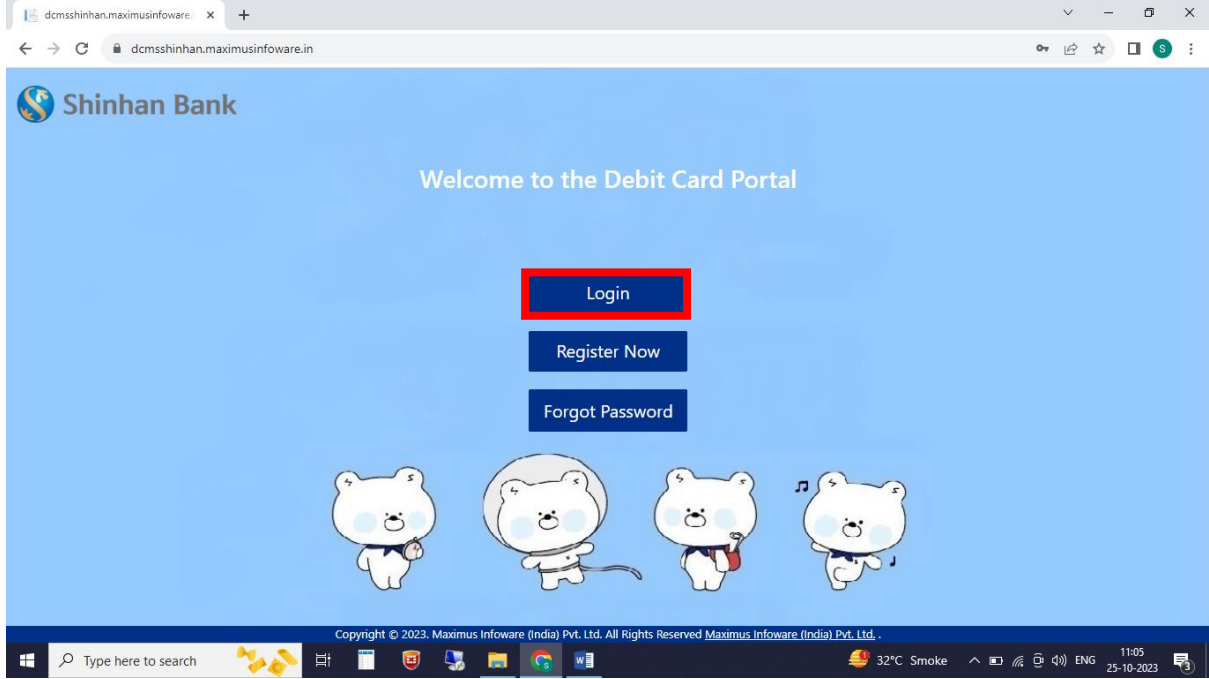 dcmsshinhan.maximusinfoware.
dcmsshinhan.maximusinfoware.in
S
Shinhan Bank
Welcome to the Debit Card Portal
Login
Register Now
Forgot Password
Copyright © 2023. Maximus Infoware (India) Pvt. Ltd. All Rights Reserved Maximus Infoware (India) Pvt. Ltd. .
Type here to search
32°C Smoke
ENG
11:05
25-10-2023
3